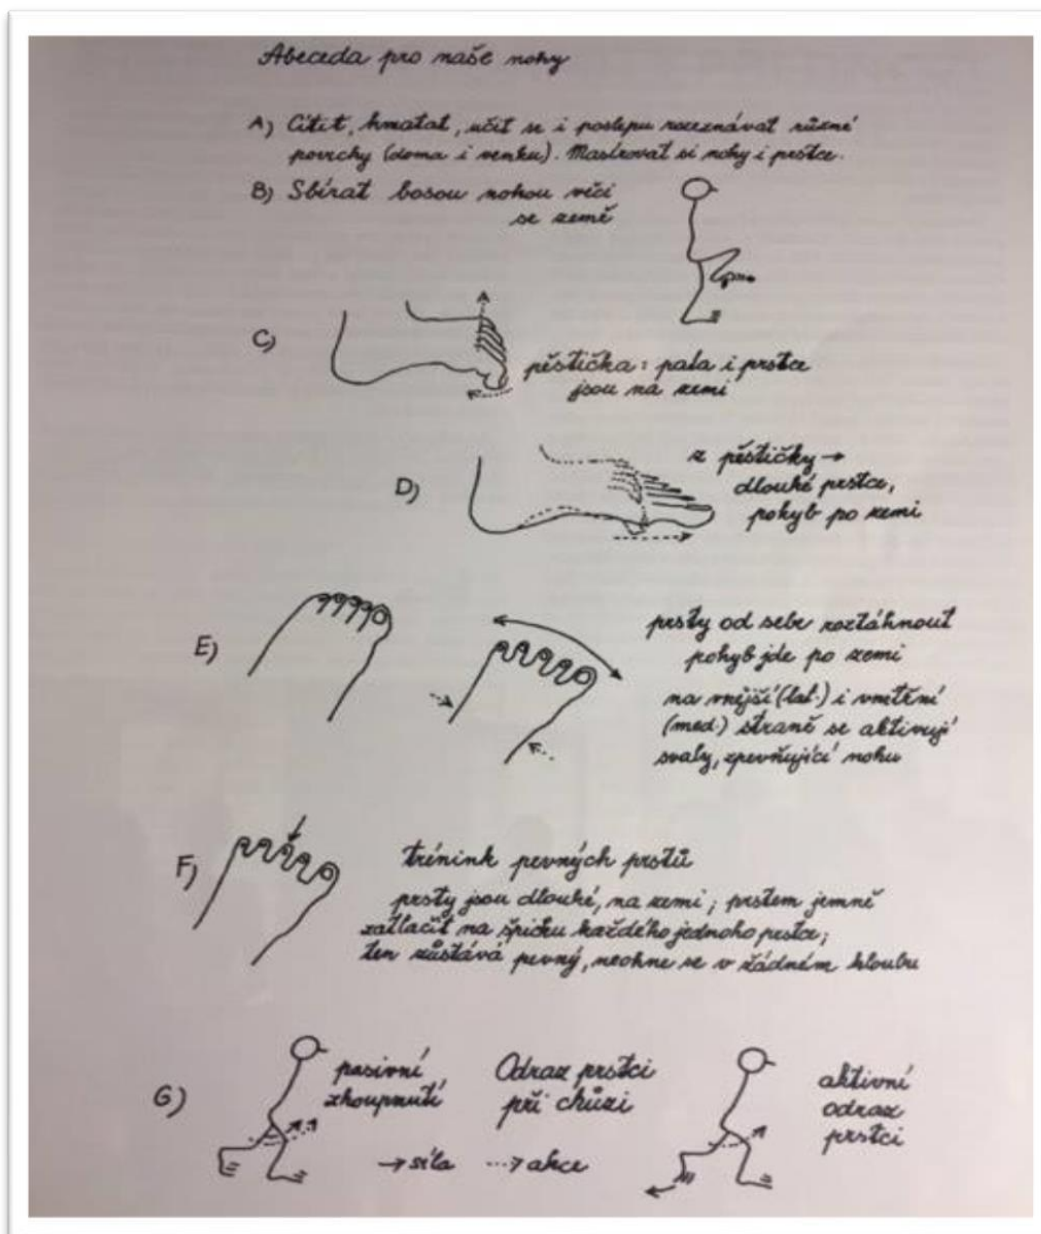 Abeceda pro naše nohy
A) Cítit, hmatat, učit se i poslepu rozeznávat různé
povrchy (doma i venku). Masírovat si nohy i prstce.
B) Sbírat bosou nohou věci
se země
C)
pěstička: pata i prstce
jsou na zemi
D)
z pěstičky →
dlouhé prstce,
pohyb po zemi
E)
prsty od sebe roztáhnout
pohyb jde po zemi
na vnější (lat.) i vnitřní
(med.) straně se aktivují
svaly, zpevňující nohu
F)
trénink pevných prstů
prsty jsou dlouhé, na zemi; prstem jemně
zatlačit na špičku každého jednoho prstce;
ten zůstává pevný, neohne se v žádném kloubu
G)
pasivní
zhoupnutí
Odraz prstci
při chůzi
→ síla ⇢ akce
aktivní
odraz
prstci